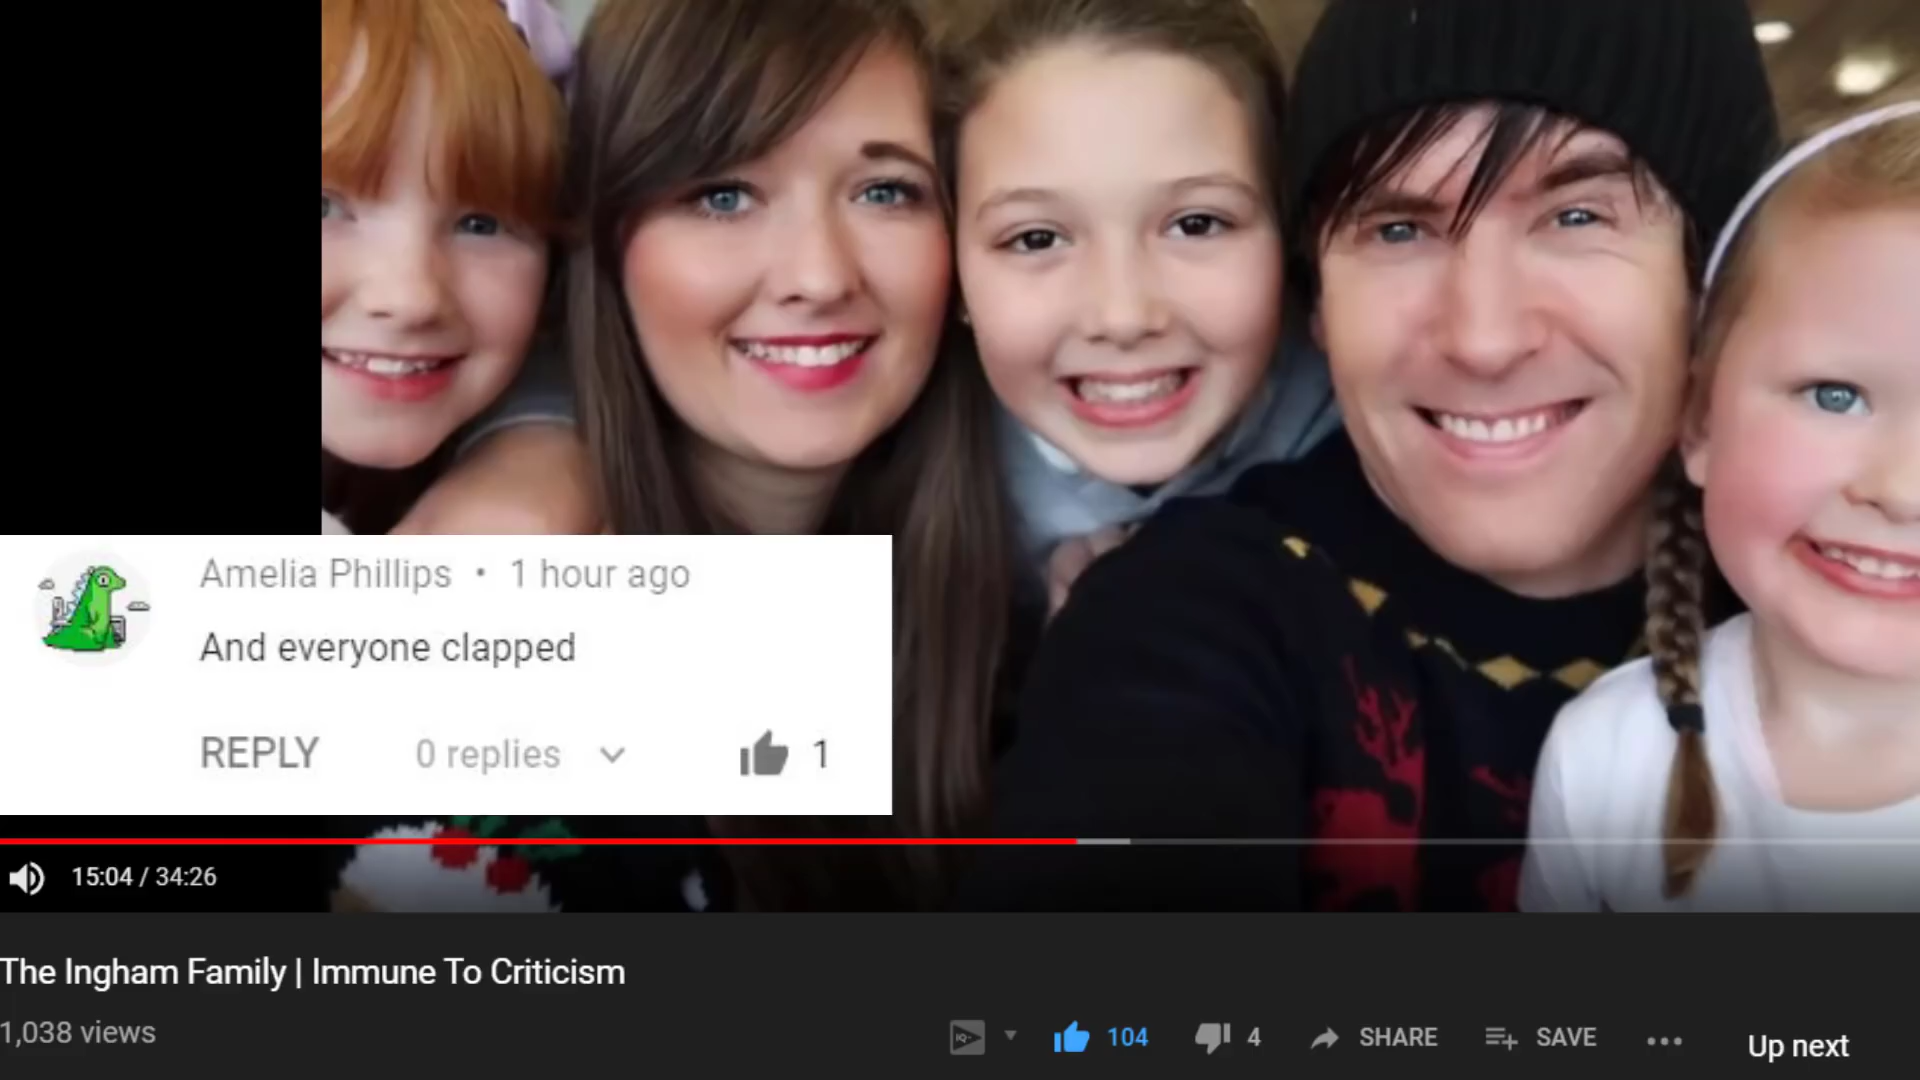 Amelia Phillips • 1 hour ago
And everyone clapped
REPLY 0 replies 1
15:04 / 34:26
The Ingham Family | Immune To Criticism
1,038 views
IQ 104 4 SHARE SAVE Up next